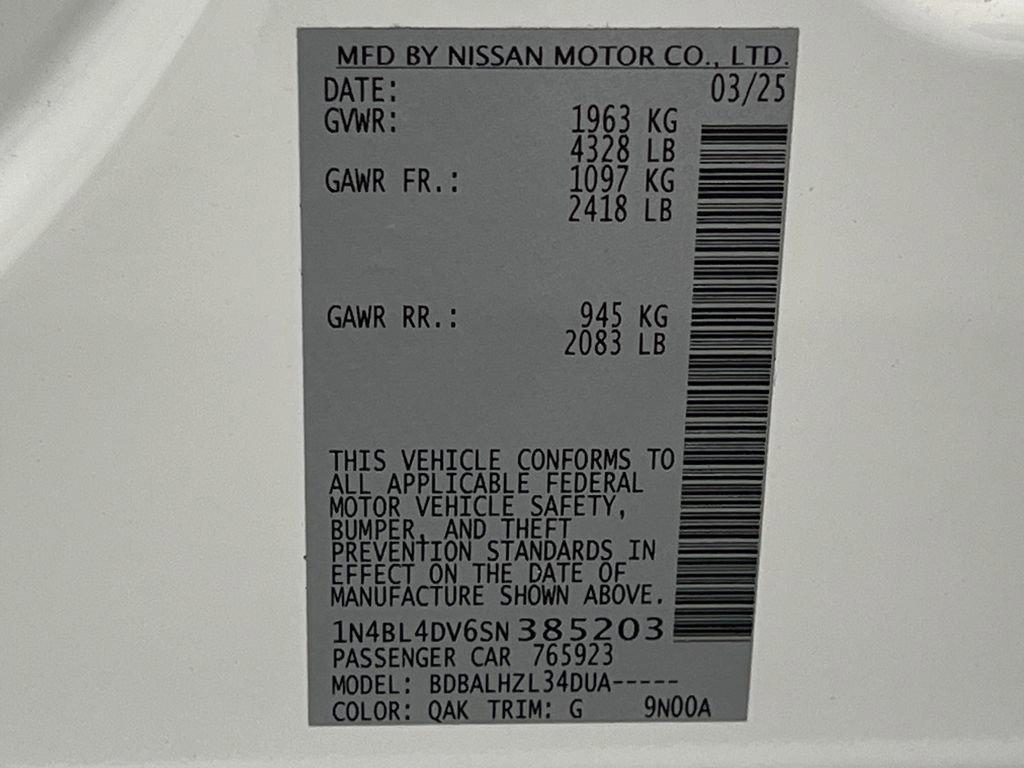 MFD BY NISSAN MOTOR CO., LTD.
DATE: 03/25
GVWR: 1963 KG
4328 LB
GAWR FR.: 1097 KG
2418 LB
GAWR RR.: 945 KG
2083 LB
THIS VEHICLE CONFORMS TO
ALL APPLICABLE FEDERAL
MOTOR VEHICLE SAFETY,
BUMPER, AND THEFT
PREVENTION STANDARDS IN
EFFECT ON THE DATE OF
MANUFACTURE SHOWN ABOVE.
1N4BL4DV6SN385203
PASSENGER CAR 765923
MODEL: BDBALHZL34DUA-----
COLOR: QAK TRIM: G 9N00A